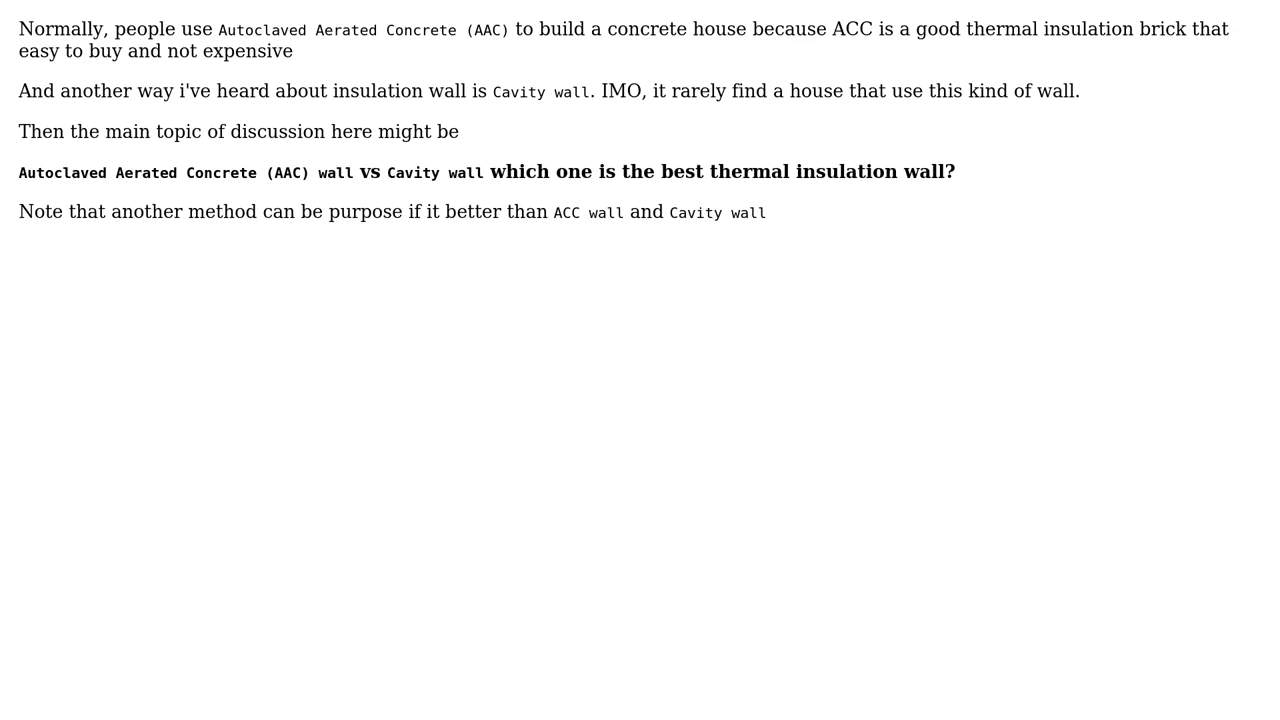 Normally, people use Autoclaved Aerated Concrete (AAC) to build a concrete house because ACC is a good thermal insulation brick that
easy to buy and not expensive
And another way i've heard about insulation wall is Cavity wall. IMO, it rarely find a house that use this kind of wall.
Then the main topic of discussion here might be
Autoclaved Aerated Concrete (AAC) wall vs Cavity wall which one is the best thermal insulation wall?
Note that another method can be purpose if it better than ACC wall and Cavity wall